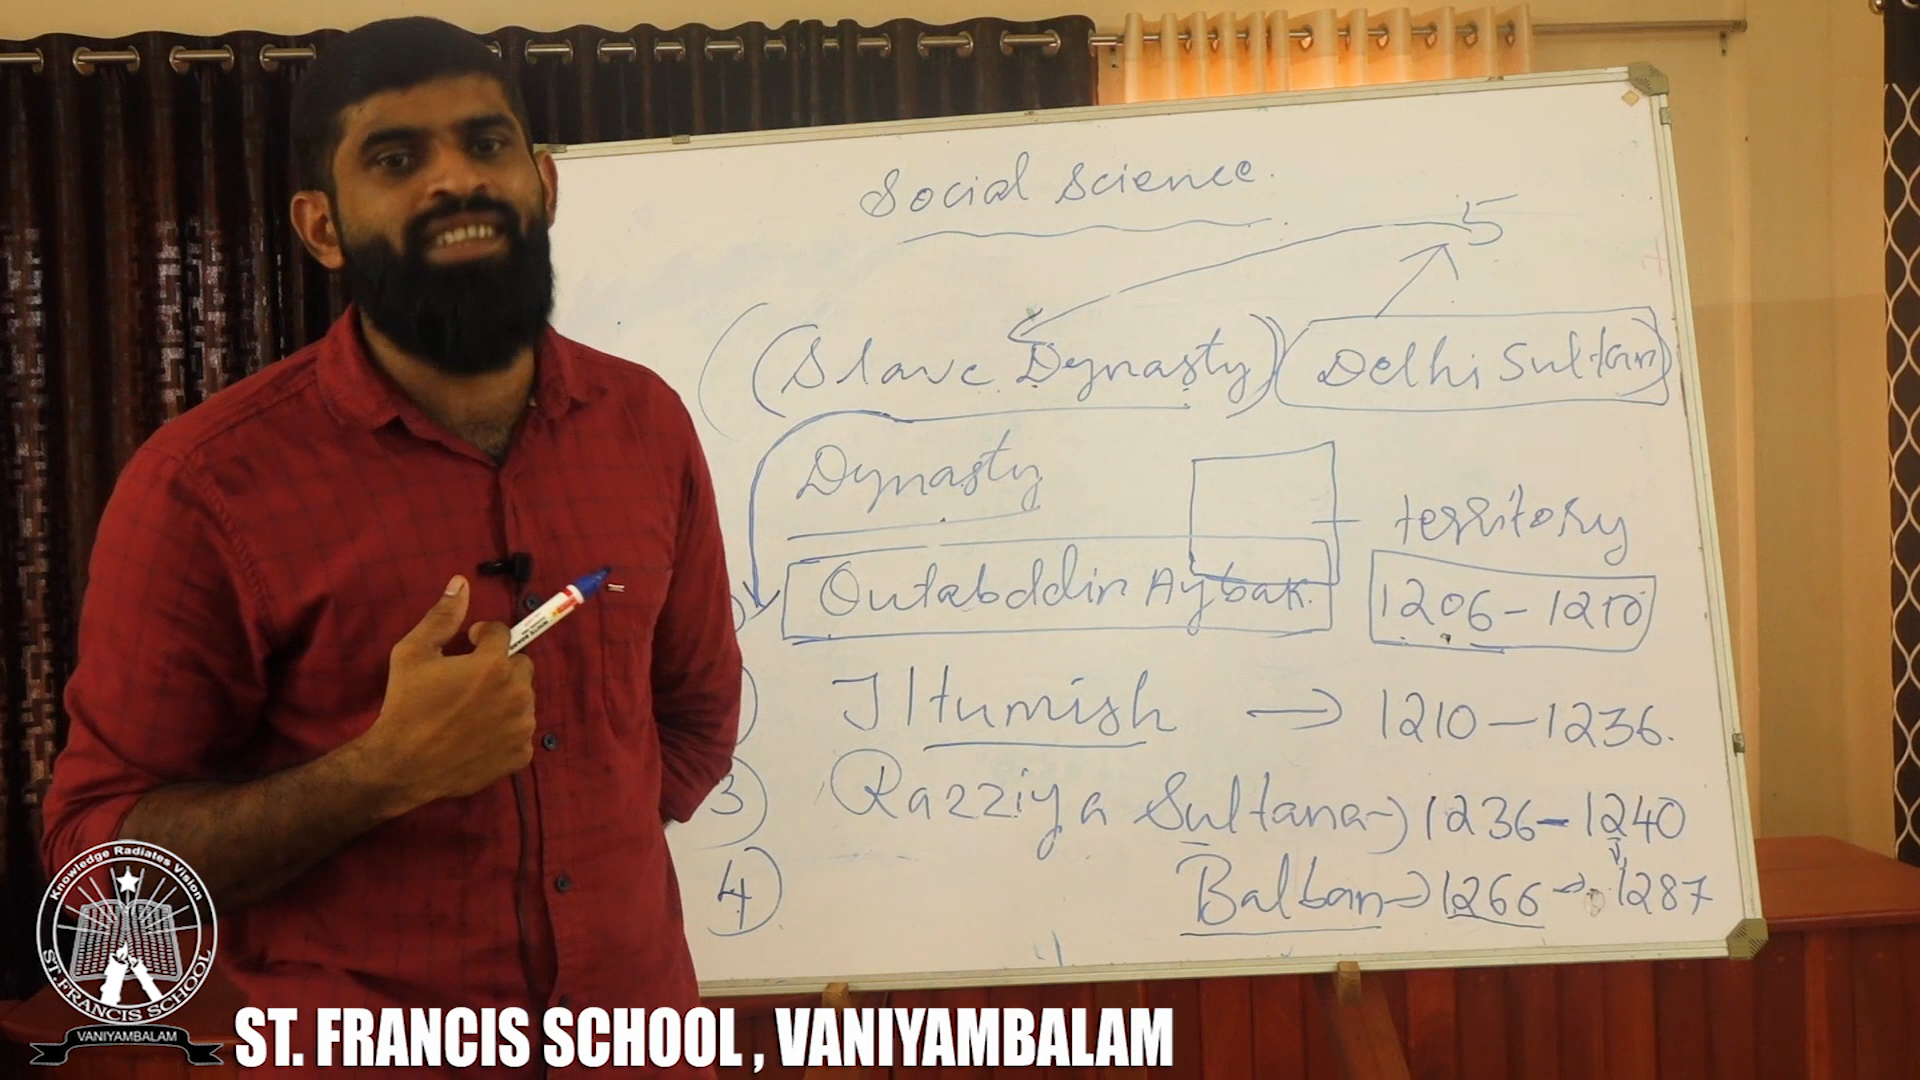 Social Science.
5
(Slave Dynasty) (Delhi Sultan)
Dynasty
territory
Qutabddin Aybak. 1206-1210
Iltumish → 1210-1236.
3) Razziya Sultana→ 1236-1240
4) Balban→ 1266→ 1287
Knowledge Radiates Vision
ST. FRANCIS SCHOOL
VANIYAMBALAM
ST. FRANCIS SCHOOL, VANIYAMBALAM